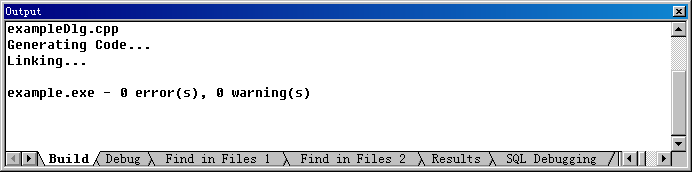 Output
exampleDlg.cpp
Generating Code...
Linking...
example.exe - 0 error(s), 0 warning(s)
Build Debug Find in Files 1 Find in Files 2 Results SQL Debugging